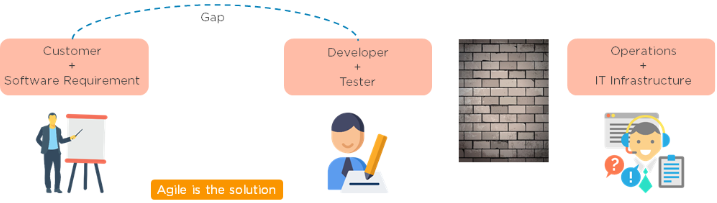 Gap
Customer
+
Software Requirement
Developer
+
Tester
Operations
+
IT Infrastructure
?
!
Agile is the solution